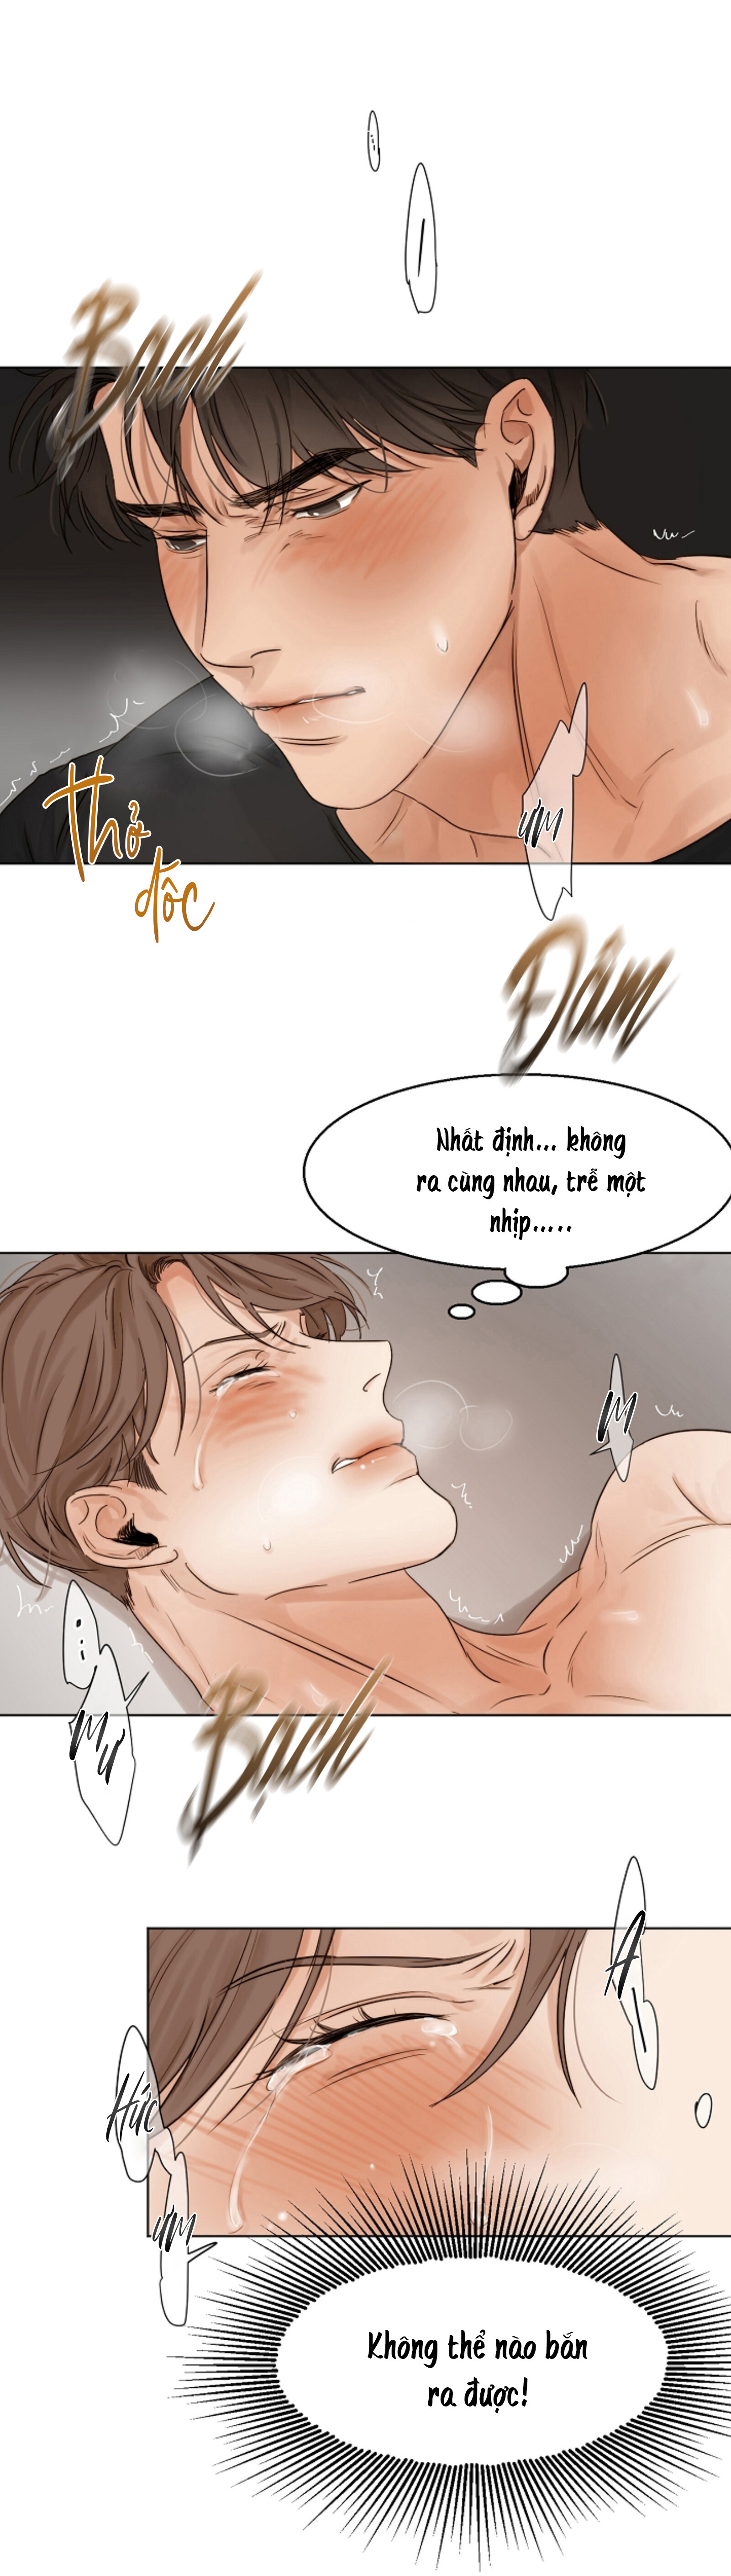 Bạch
Thở
dốc
ưm
Đâm
Nhất định... không
ra cùng nhau, trễ một
nhịp.....
M
Mư
Bạch
A
Hức
ưm
Không thể nào bắn
ra được!